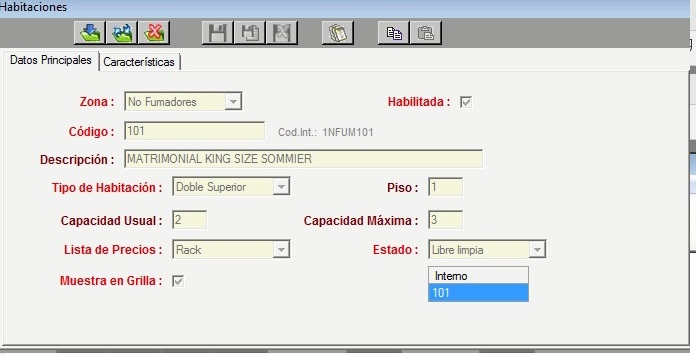 Habitaciones
Datos Principales Características
Zona : No Fumadores Habilitada :
Código : 101 Cod.Int.: 1NFUM101
Descripción : MATRIMONIAL KING SIZE SOMMIER
Tipo de Habitación : Doble Superior Piso : 1
Capacidad Usual : 2 Capacidad Máxima : 3
Lista de Precios : Rack Estado : Libre limpia
Muestra en Grilla : Interno
101